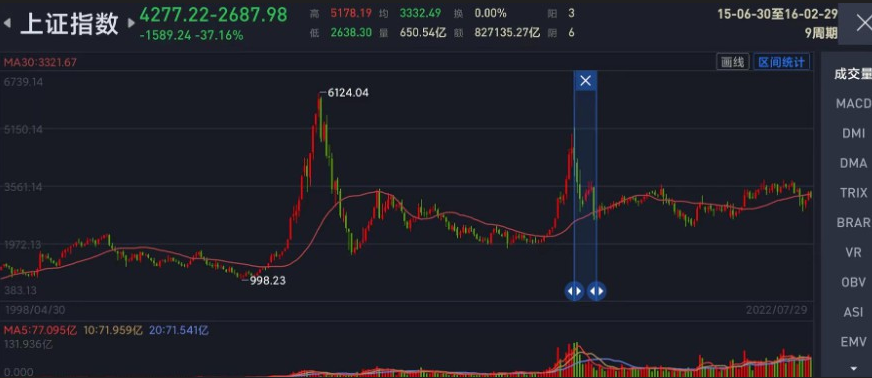 上证指数
4277.22-2687.98
-1589.24 -37.16%
高 5178.19 均 3332.49 换 0.00% 阳 3
低 2638.30 量 650.54亿 额 827135.27亿 阴 6
15-06-30至16-02-29
9周期
MA30:3321.67
画线
区间统计
6739.14
6124.04
5150.14
3561.14
1972.13
998.23
383.13
1998/04/30
2022/07/29
MA5:77.095亿 10:71.959亿 20:71.541亿
131.936亿
0.000
成交量
MACD
DMI
DMA
TRIX
BRAR
VR
OBV
ASI
EMV